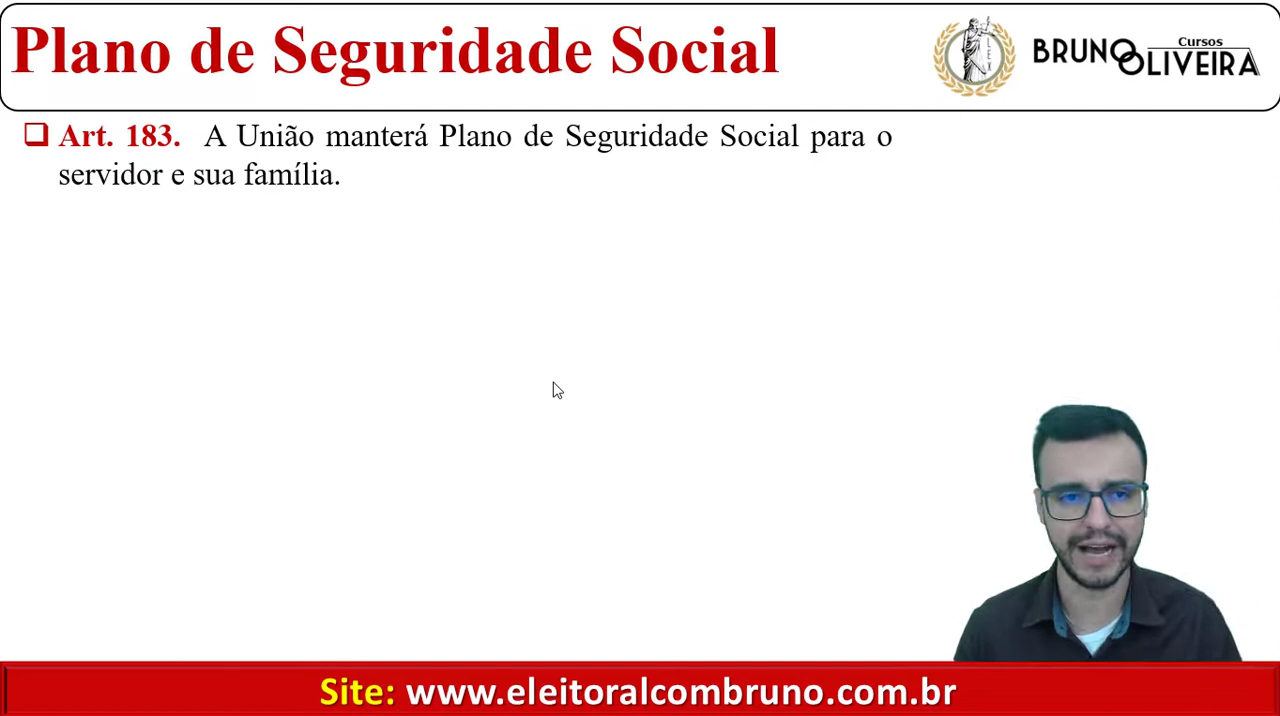 Plano de Seguridade Social
LEX
Cursos
BRUNO
OLIVEIRA
Art. 183. A União manterá Plano de Seguridade Social para o
servidor e sua família.
Site: www.eleitoralcombruno.com.br